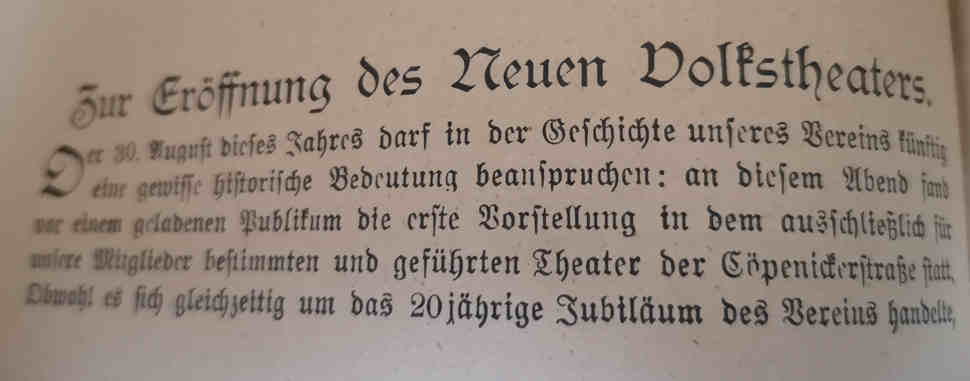 Zur Eröffnung des Neuen Volkstheaters.
Der 30. August dieses Jahres darf in der Geschichte unseres Vereins künftig
eine gewisse historische Bedeutung beanspruchen: an diesem Abend fand
vor einem geladenen Publikum die erste Vorstellung in dem ausschließlich für
unsere Mitglieder bestimmten und geführten Theater der Cöpenickerstraße statt.
Obwohl es sich gleichzeitig um das 20jährige Jubiläum des Vereins handelte,